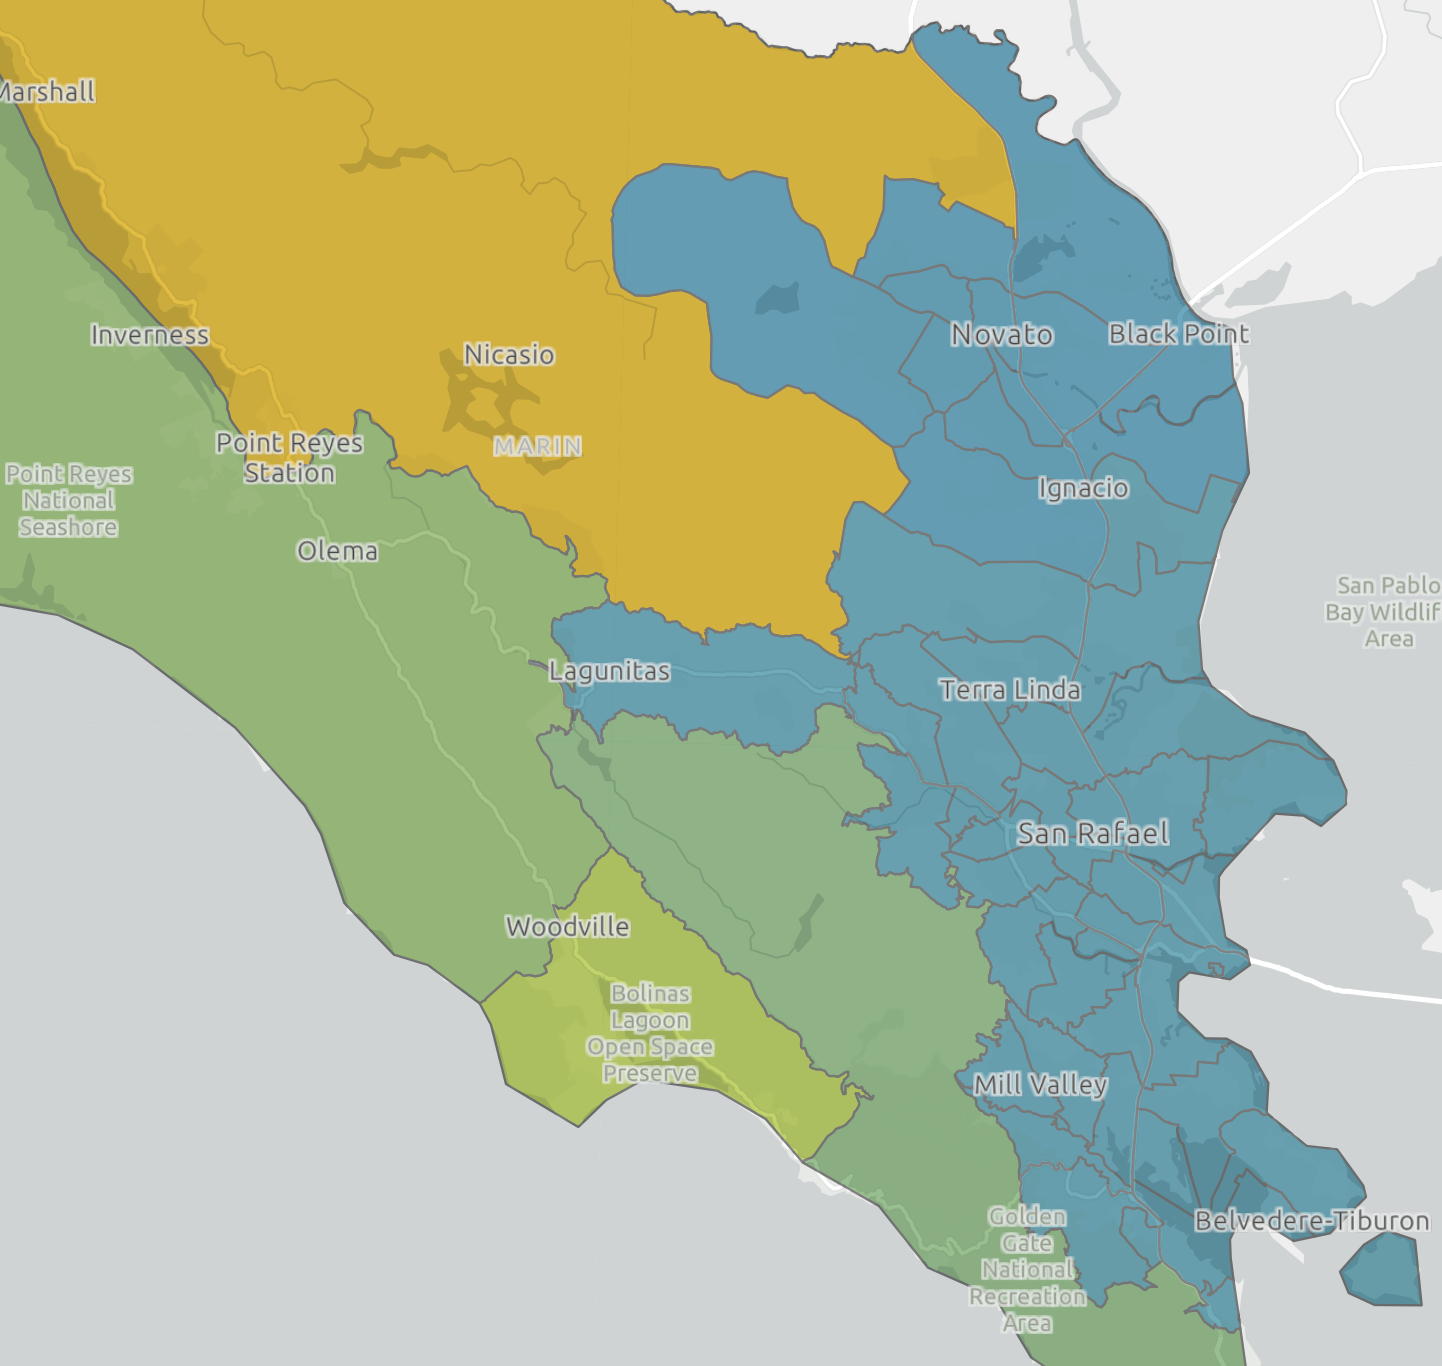 Marshall
Inverness
Nicasio
Novato
Black Point
MARIN
Point Reyes
Station
Point Reyes
National
Seashore
Ignacio
Olema
San Pablo
Bay Wildlif
Area
Lagunitas
Terra Linda
San Rafael
Woodville
Bolinas
Lagoon
Open Space
Preserve
Mill Valley
Golden
Gate
National
Recreation
Area
Belvedere-Tiburon